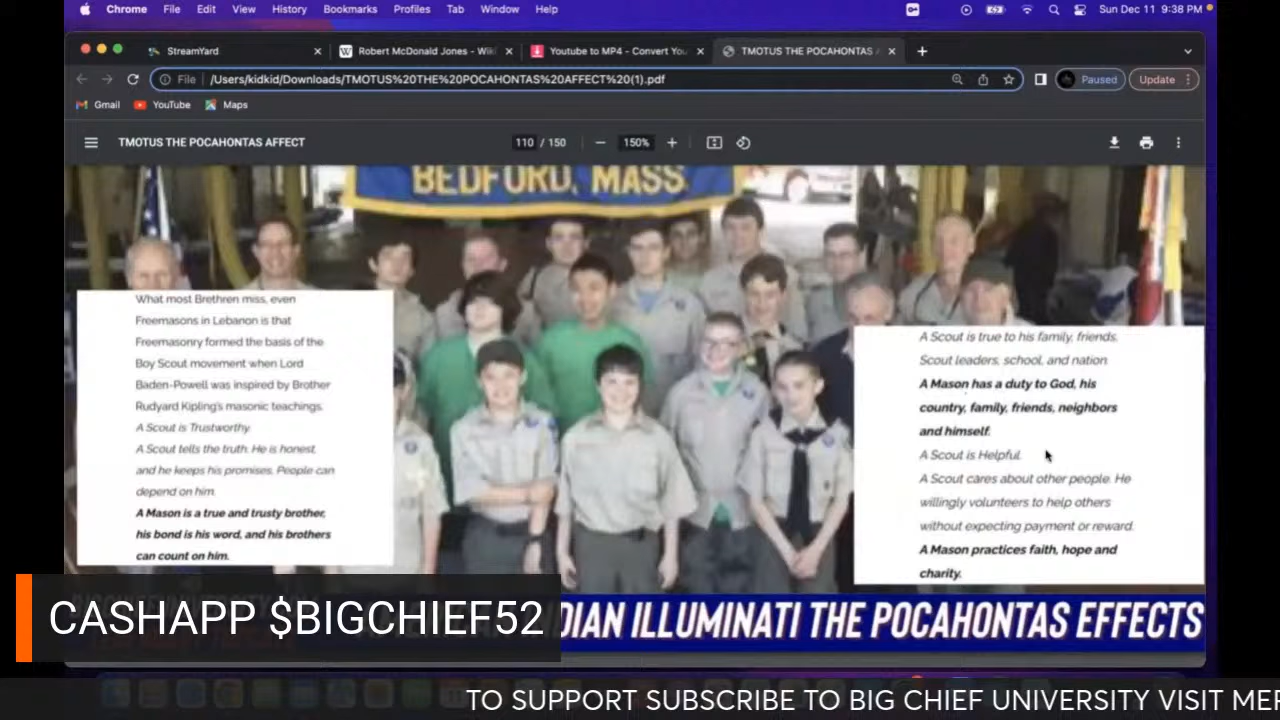 Chrome File Edit View History Bookmarks Profiles Tab Window Help
Sun Dec 11 9:38 PM
StreamYard
Robert McDonald Jones - Wiki
Youtube to MP4 - Convert You
TMOTUS THE POCAHONTAS A
File /Users/kidkid/Downloads/TMOTUS%20THE%20POCAHONTAS%20AFFECT%20(1).pdf
Paused
Update
Gmail YouTube Maps
TMOTUS THE POCAHONTAS AFFECT
110 / 150
150%
BEDFORD, MASS.
What most Brethren miss, even
Freemasons in Lebanon is that
Freemasonry formed the basis of the
Boy Scout movement when Lord
Baden-Powell was inspired by Brother
Rudyard Kipling's masonic teachings.
A Scout is Trustworthy.
A Scout tells the truth. He is honest,
and he keeps his promises. People can
depend on him.
A Mason is a true and trusty brother,
his bond is his word, and his brothers
can count on him.
A Scout is true to his family, friends,
Scout leaders, school, and nation
A Mason has a duty to God, his
country, family, friends, neighbors
and himself.
A Scout is Helpful.
A Scout cares about other people. He
willingly volunteers to help others
without expecting payment or reward.
A Mason practices faith, hope and
charity.
CASHAPP $BIGCHIEF52
DIAN ILLUMINATI THE POCAHONTAS EFFECTS
TO SUPPORT SUBSCRIBE TO BIG CHIEF UNIVERSITY VISIT MER